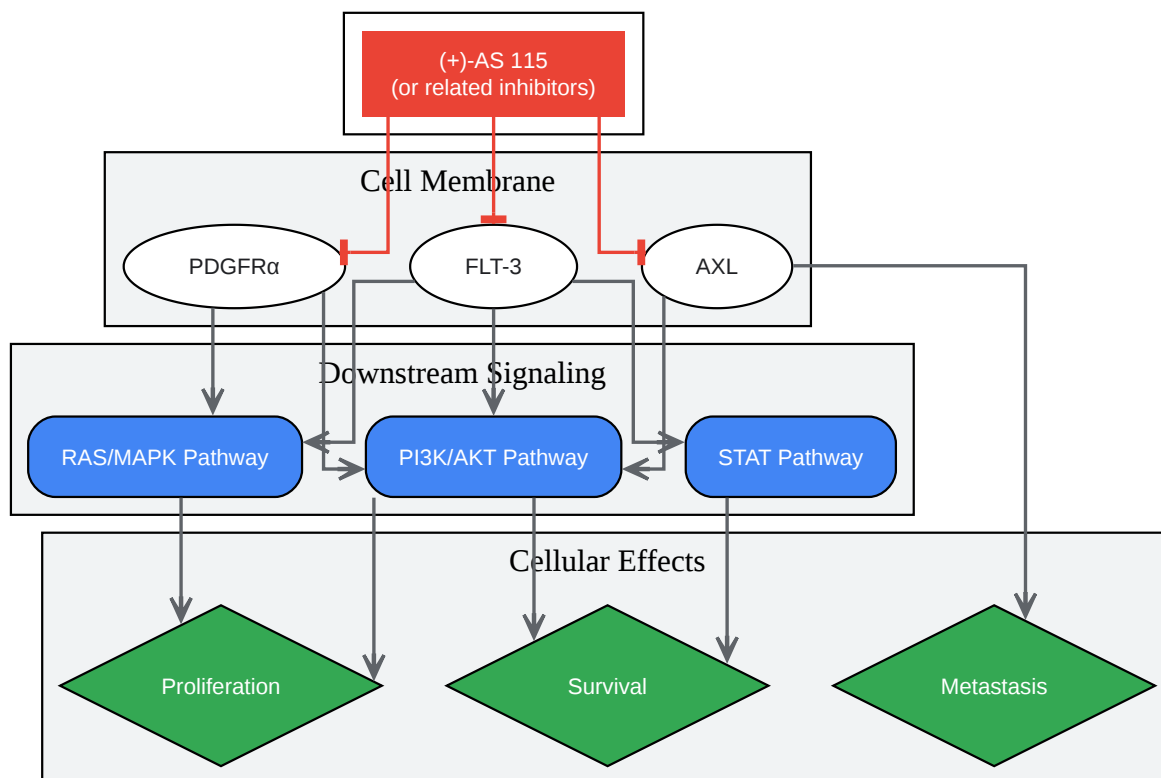 (+)-AS 115
(or related inhibitors)
Cell Membrane
PDGFRα
FLT-3
AXL
Downstream Signaling
RAS/MAPK Pathway
PI3K/AKT Pathway
STAT Pathway
Cellular Effects
Proliferation
Survival
Metastasis